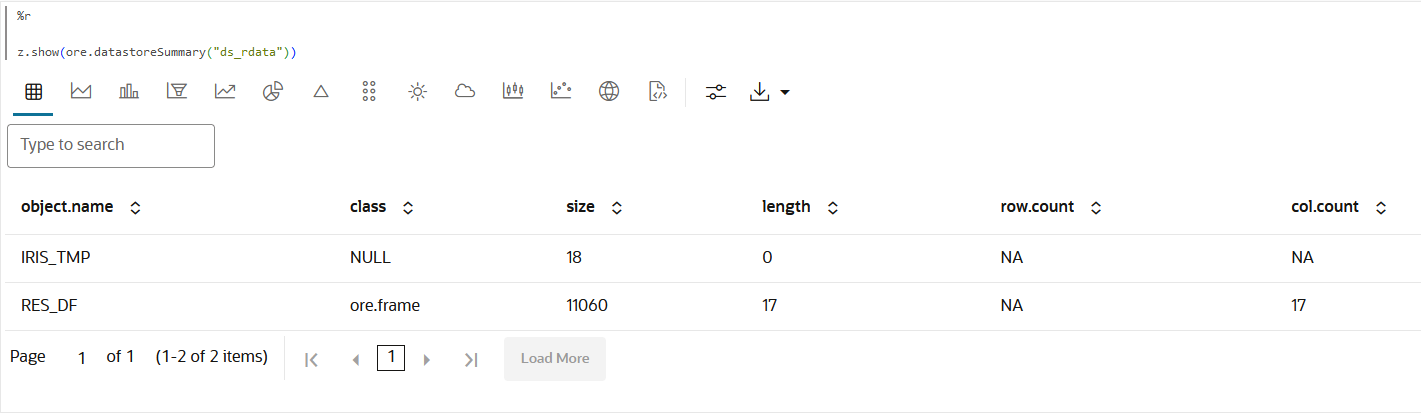 %r
z.show(ore.datastoreSummary("ds_rdata"))
Type to search
object.name class size length row.count col.count
IRIS_TMP NULL 18 0 NA NA
RES_DF ore.frame 11060 17 NA 17
Page 1 of 1 (1-2 of 2 items) 1 Load More